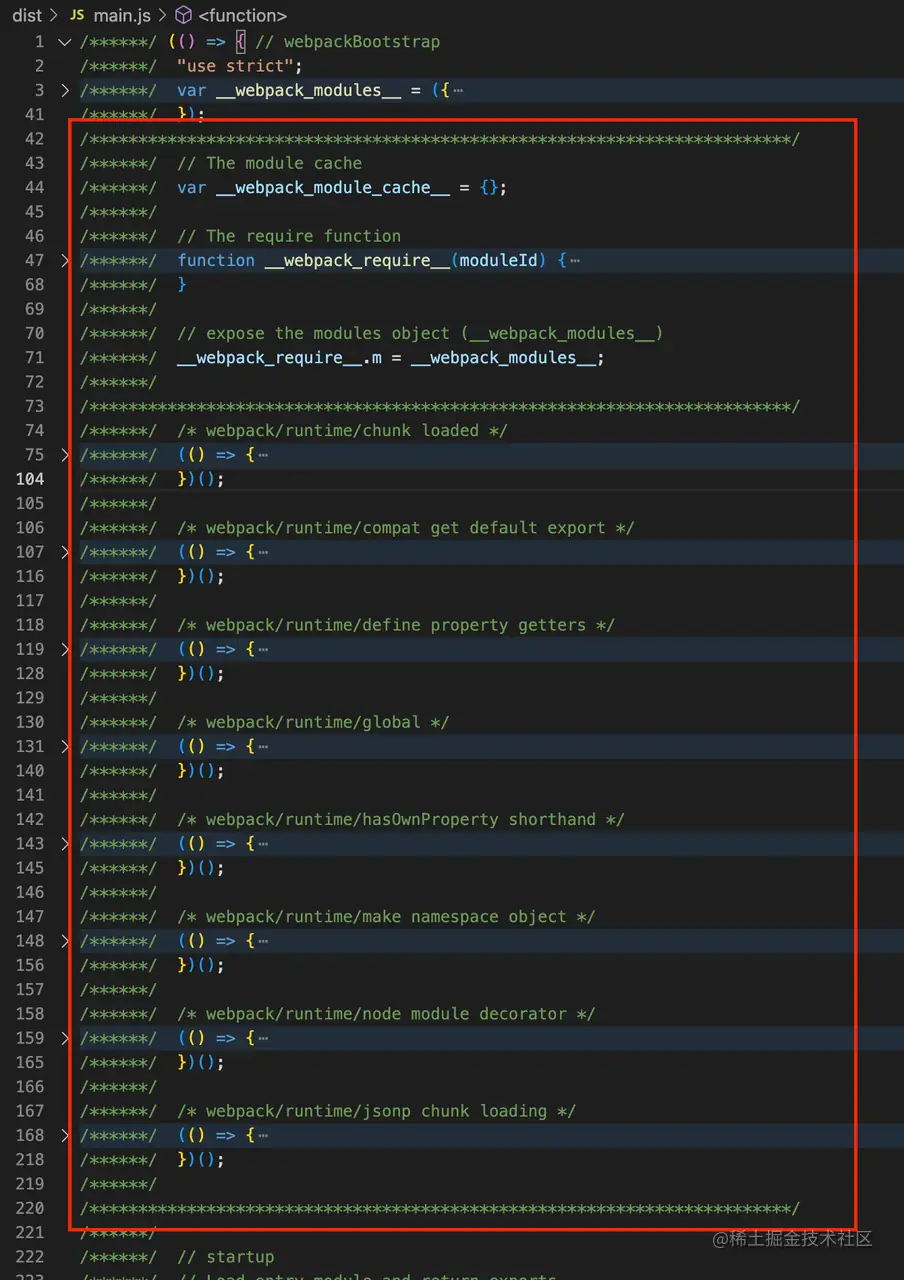 dist > JS main.js > <function>
1 /******/ (() => { // webpackBootstrap
2 /******/ "use strict";
3 /******/ var __webpack_modules__ = ({…
41 /******/ });
42 /************************************************************************/
43 /******/ // The module cache
44 /******/ var __webpack_module_cache__ = {};
45 /******/
46 /******/ // The require function
47 /******/ function __webpack_require__(moduleId) {…
68 /******/ }
69 /******/
70 /******/ // expose the modules object (__webpack_modules__)
71 /******/ __webpack_require__.m = __webpack_modules__;
72 /******/
73 /************************************************************************/
74 /******/ /* webpack/runtime/chunk loaded */
75 /******/ (() => {…
104 /******/ })();
105 /******/
106 /******/ /* webpack/runtime/compat get default export */
107 /******/ (() => {…
116 /******/ })();
117 /******/
118 /******/ /* webpack/runtime/define property getters */
119 /******/ (() => {…
128 /******/ })();
129 /******/
130 /******/ /* webpack/runtime/global */
131 /******/ (() => {…
140 /******/ })();
141 /******/
142 /******/ /* webpack/runtime/hasOwnProperty shorthand */
143 /******/ (() => {…
145 /******/ })();
146 /******/
147 /******/ /* webpack/runtime/make namespace object */
148 /******/ (() => {…
156 /******/ })();
157 /******/
158 /******/ /* webpack/runtime/node module decorator */
159 /******/ (() => {…
165 /******/ })();
166 /******/
167 /******/ /* webpack/runtime/jsonp chunk loading */
168 /******/ (() => {…
218 /******/ })();
219 /******/
220 /************************************************************************/
221 /******/
@稀土掘金技术社区
222 /******/ // startup
223 /******/ // Load entry module and return exports